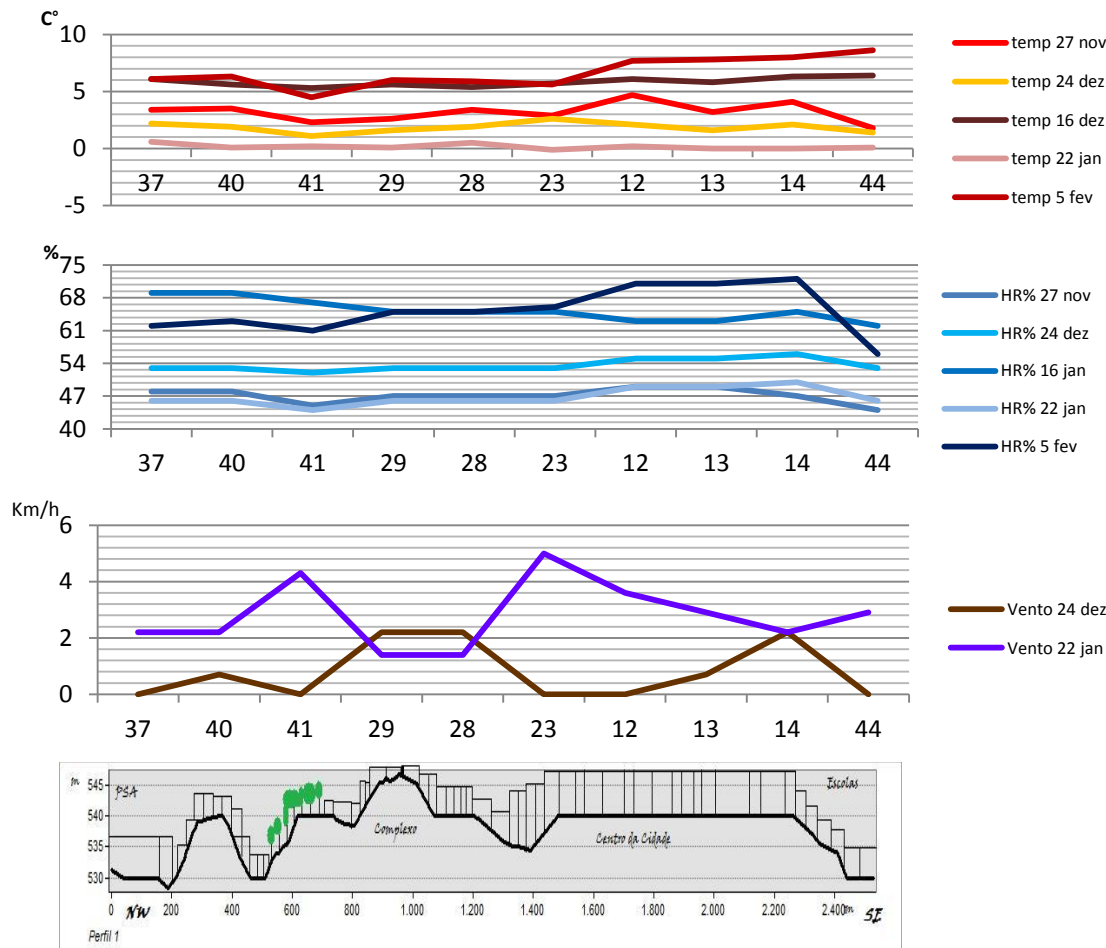 C°
10
5
0
-5
37 40 41 29 28 23 12 13 14 44
temp 27 nov
temp 24 dez
temp 16 dez
temp 22 jan
temp 5 fev
%
75
68
61
54
47
40
37 40 41 29 28 23 12 13 14 44
HR% 27 nov
HR% 24 dez
HR% 16 jan
HR% 22 jan
HR% 5 fev
Km/h
6
4
2
0
37 40 41 29 28 23 12 13 14 44
Vento 24 dez
Vento 22 jan
m
545
540
535
530
PSA
Complexo
Centro da Cidade
Escolas
0 200 400 600 800 1.000 1.200 1.400 1.600 1.800 2.000 2.200 2.400m
NW SE
Perfil 1